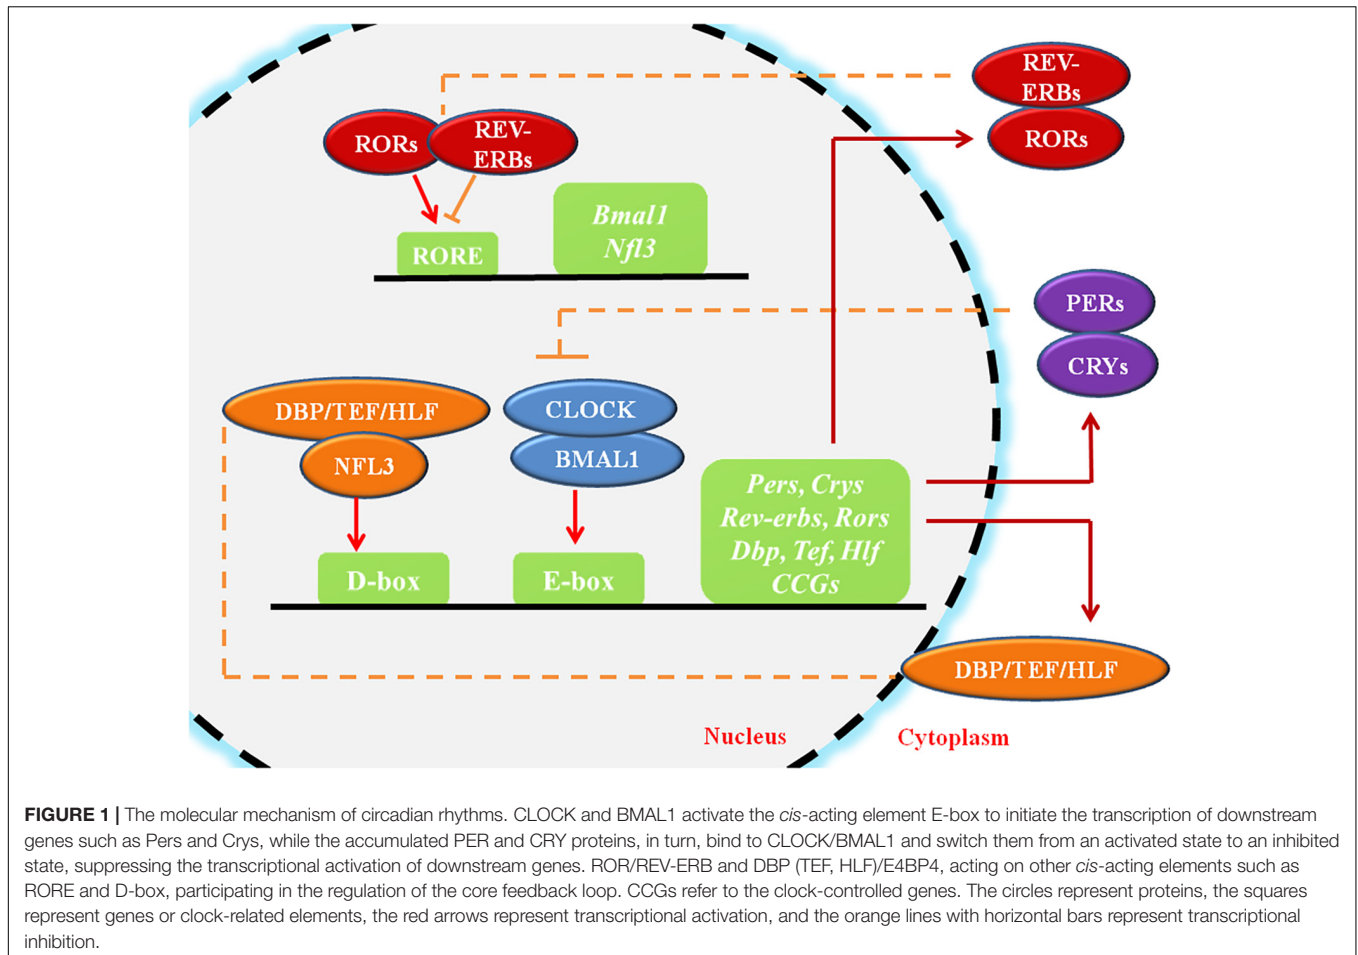 REV-
ERBs
RORs
RORs
REV-
ERBs
Bmal1
Nfl3
RORE
PERs
CRYs
DBP/TEF/HLF
NFL3
CLOCK
BMAL1
Pers, Crys
Rev-erbs, Rors
Dbp, Tef, Hlf
CCGs
D-box
E-box
DBP/TEF/HLF
Nucleus
Cytoplasm
FIGURE 1 | The molecular mechanism of circadian rhythms. CLOCK and BMAL1 activate the cis-acting element E-box to initiate the transcription of downstream
genes such as Pers and Crys, while the accumulated PER and CRY proteins, in turn, bind to CLOCK/BMAL1 and switch them from an activated state to an inhibited
state, suppressing the transcriptional activation of downstream genes. ROR/REV-ERB and DBP (TEF, HLF)/E4BP4, acting on other cis-acting elements such as
RORE and D-box, participating in the regulation of the core feedback loop. CCGs refer to the clock-controlled genes. The circles represent proteins, the squares
represent genes or clock-related elements, the red arrows represent transcriptional activation, and the orange lines with horizontal bars represent transcriptional
inhibition.